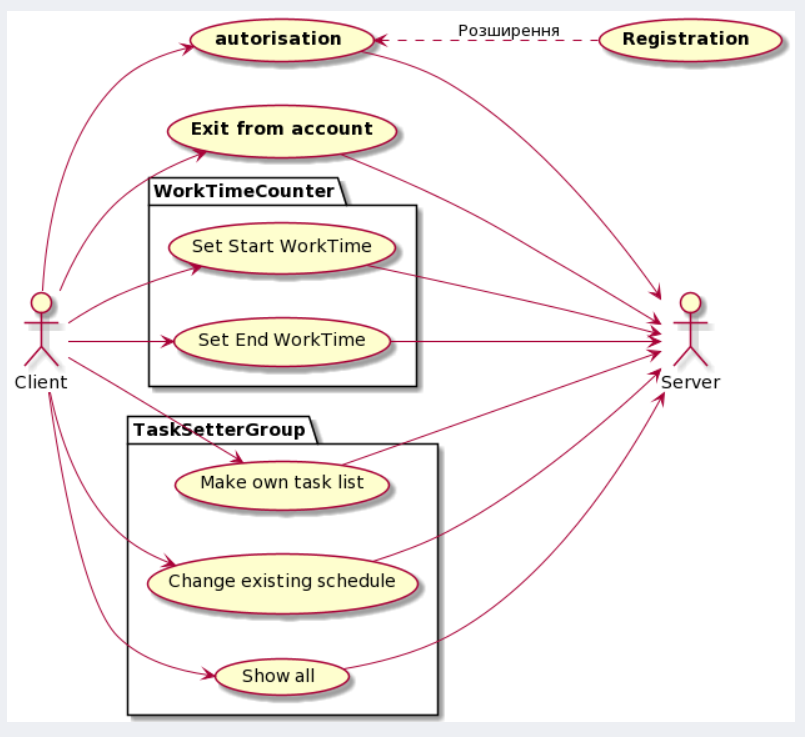 autorisation
Розширення
Registration
Exit from account
WorkTimeCounter
Set Start WorkTime
Set End WorkTime
Client
Server
TaskSetterGroup
Make own task list
Change existing schedule
Show all